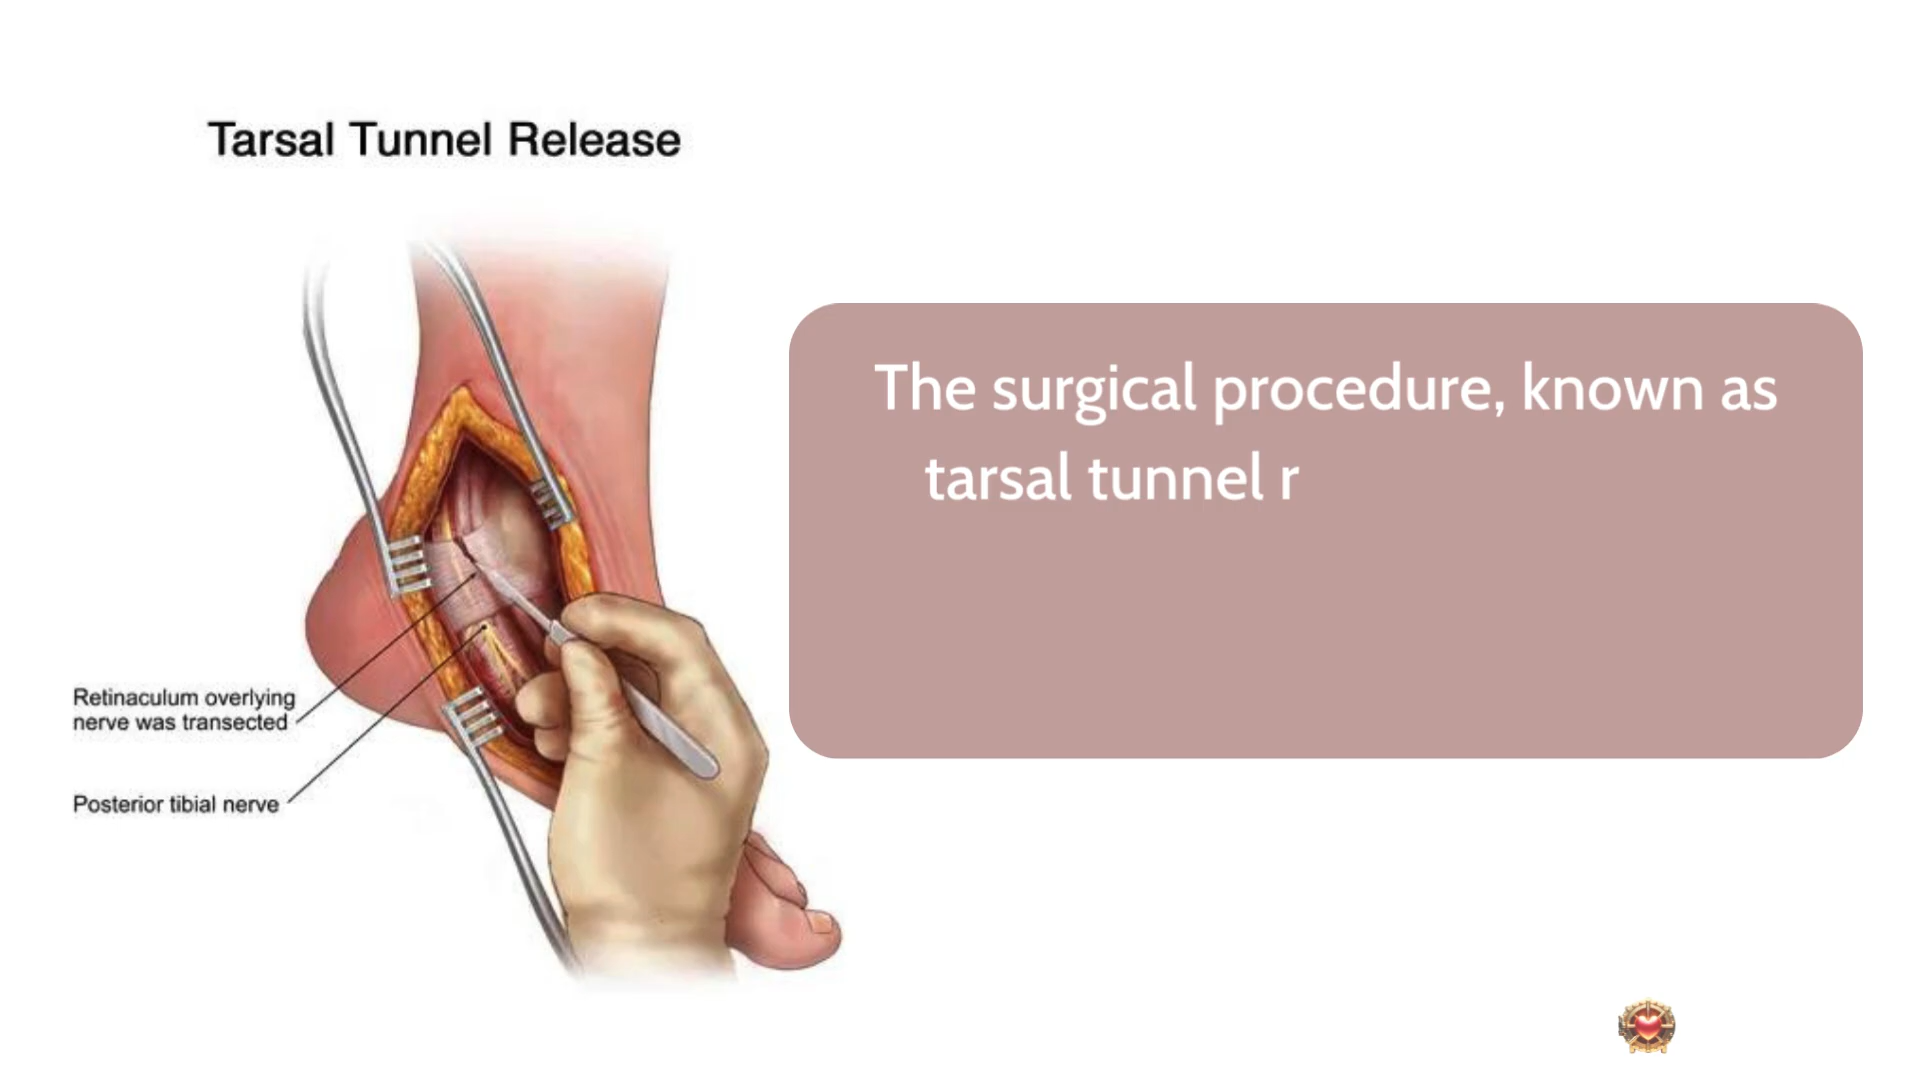 Tarsal Tunnel Release
The surgical procedure, known as
tarsal tunnel r
Retinaculum overlying
nerve was transected
Posterior tibial nerve